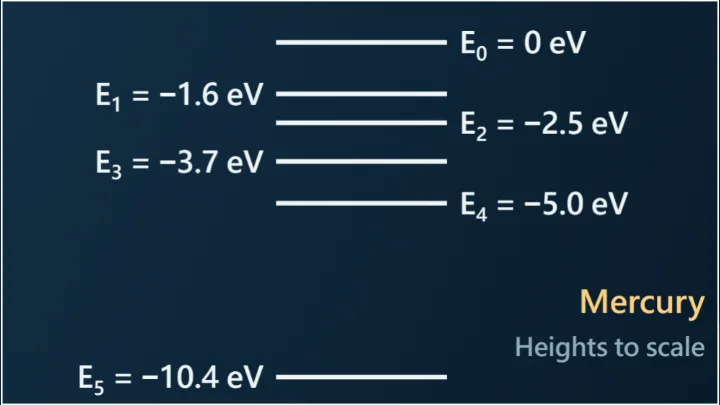 E₀ = 0 eV
E₁ = −1.6 eV
E₂ = −2.5 eV
E₃ = −3.7 eV
E₄ = −5.0 eV
Mercury
Heights to scale
E₅ = −10.4 eV